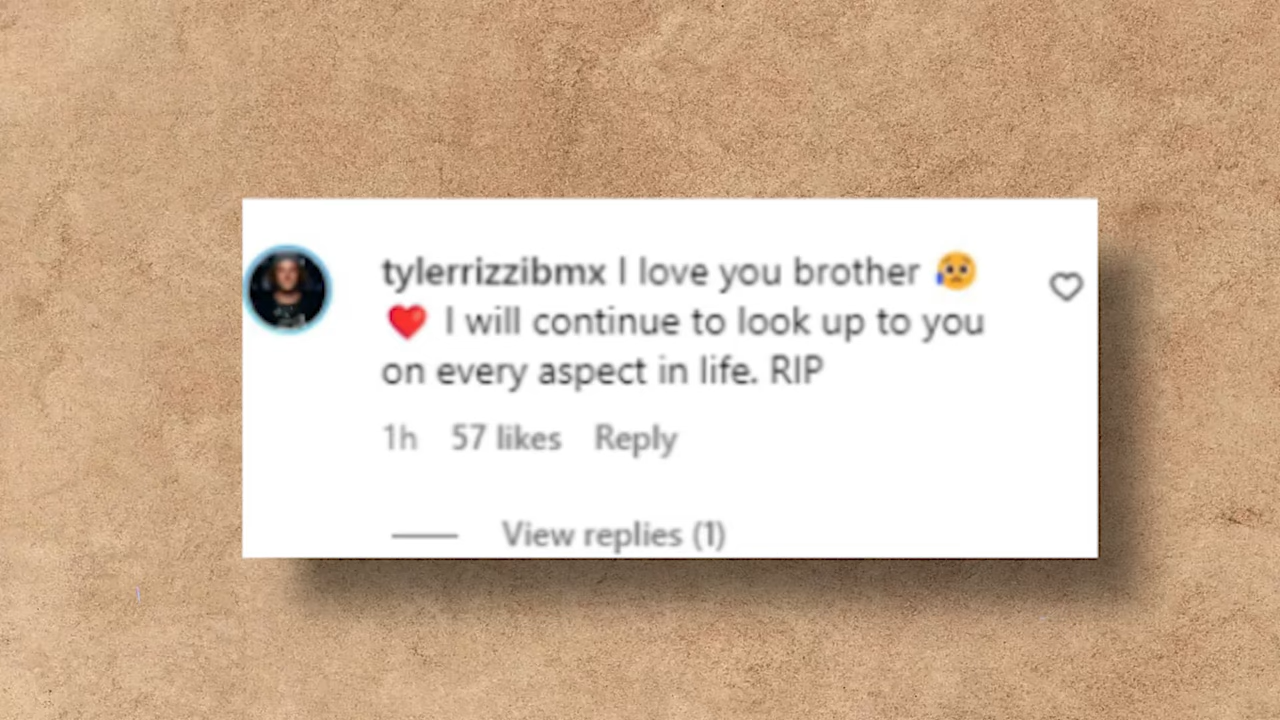 tylerrizzibmx I love you brother 😥
❤️ I will continue to look up to you
on every aspect in life. RIP
1h 57 likes Reply
View replies (1)